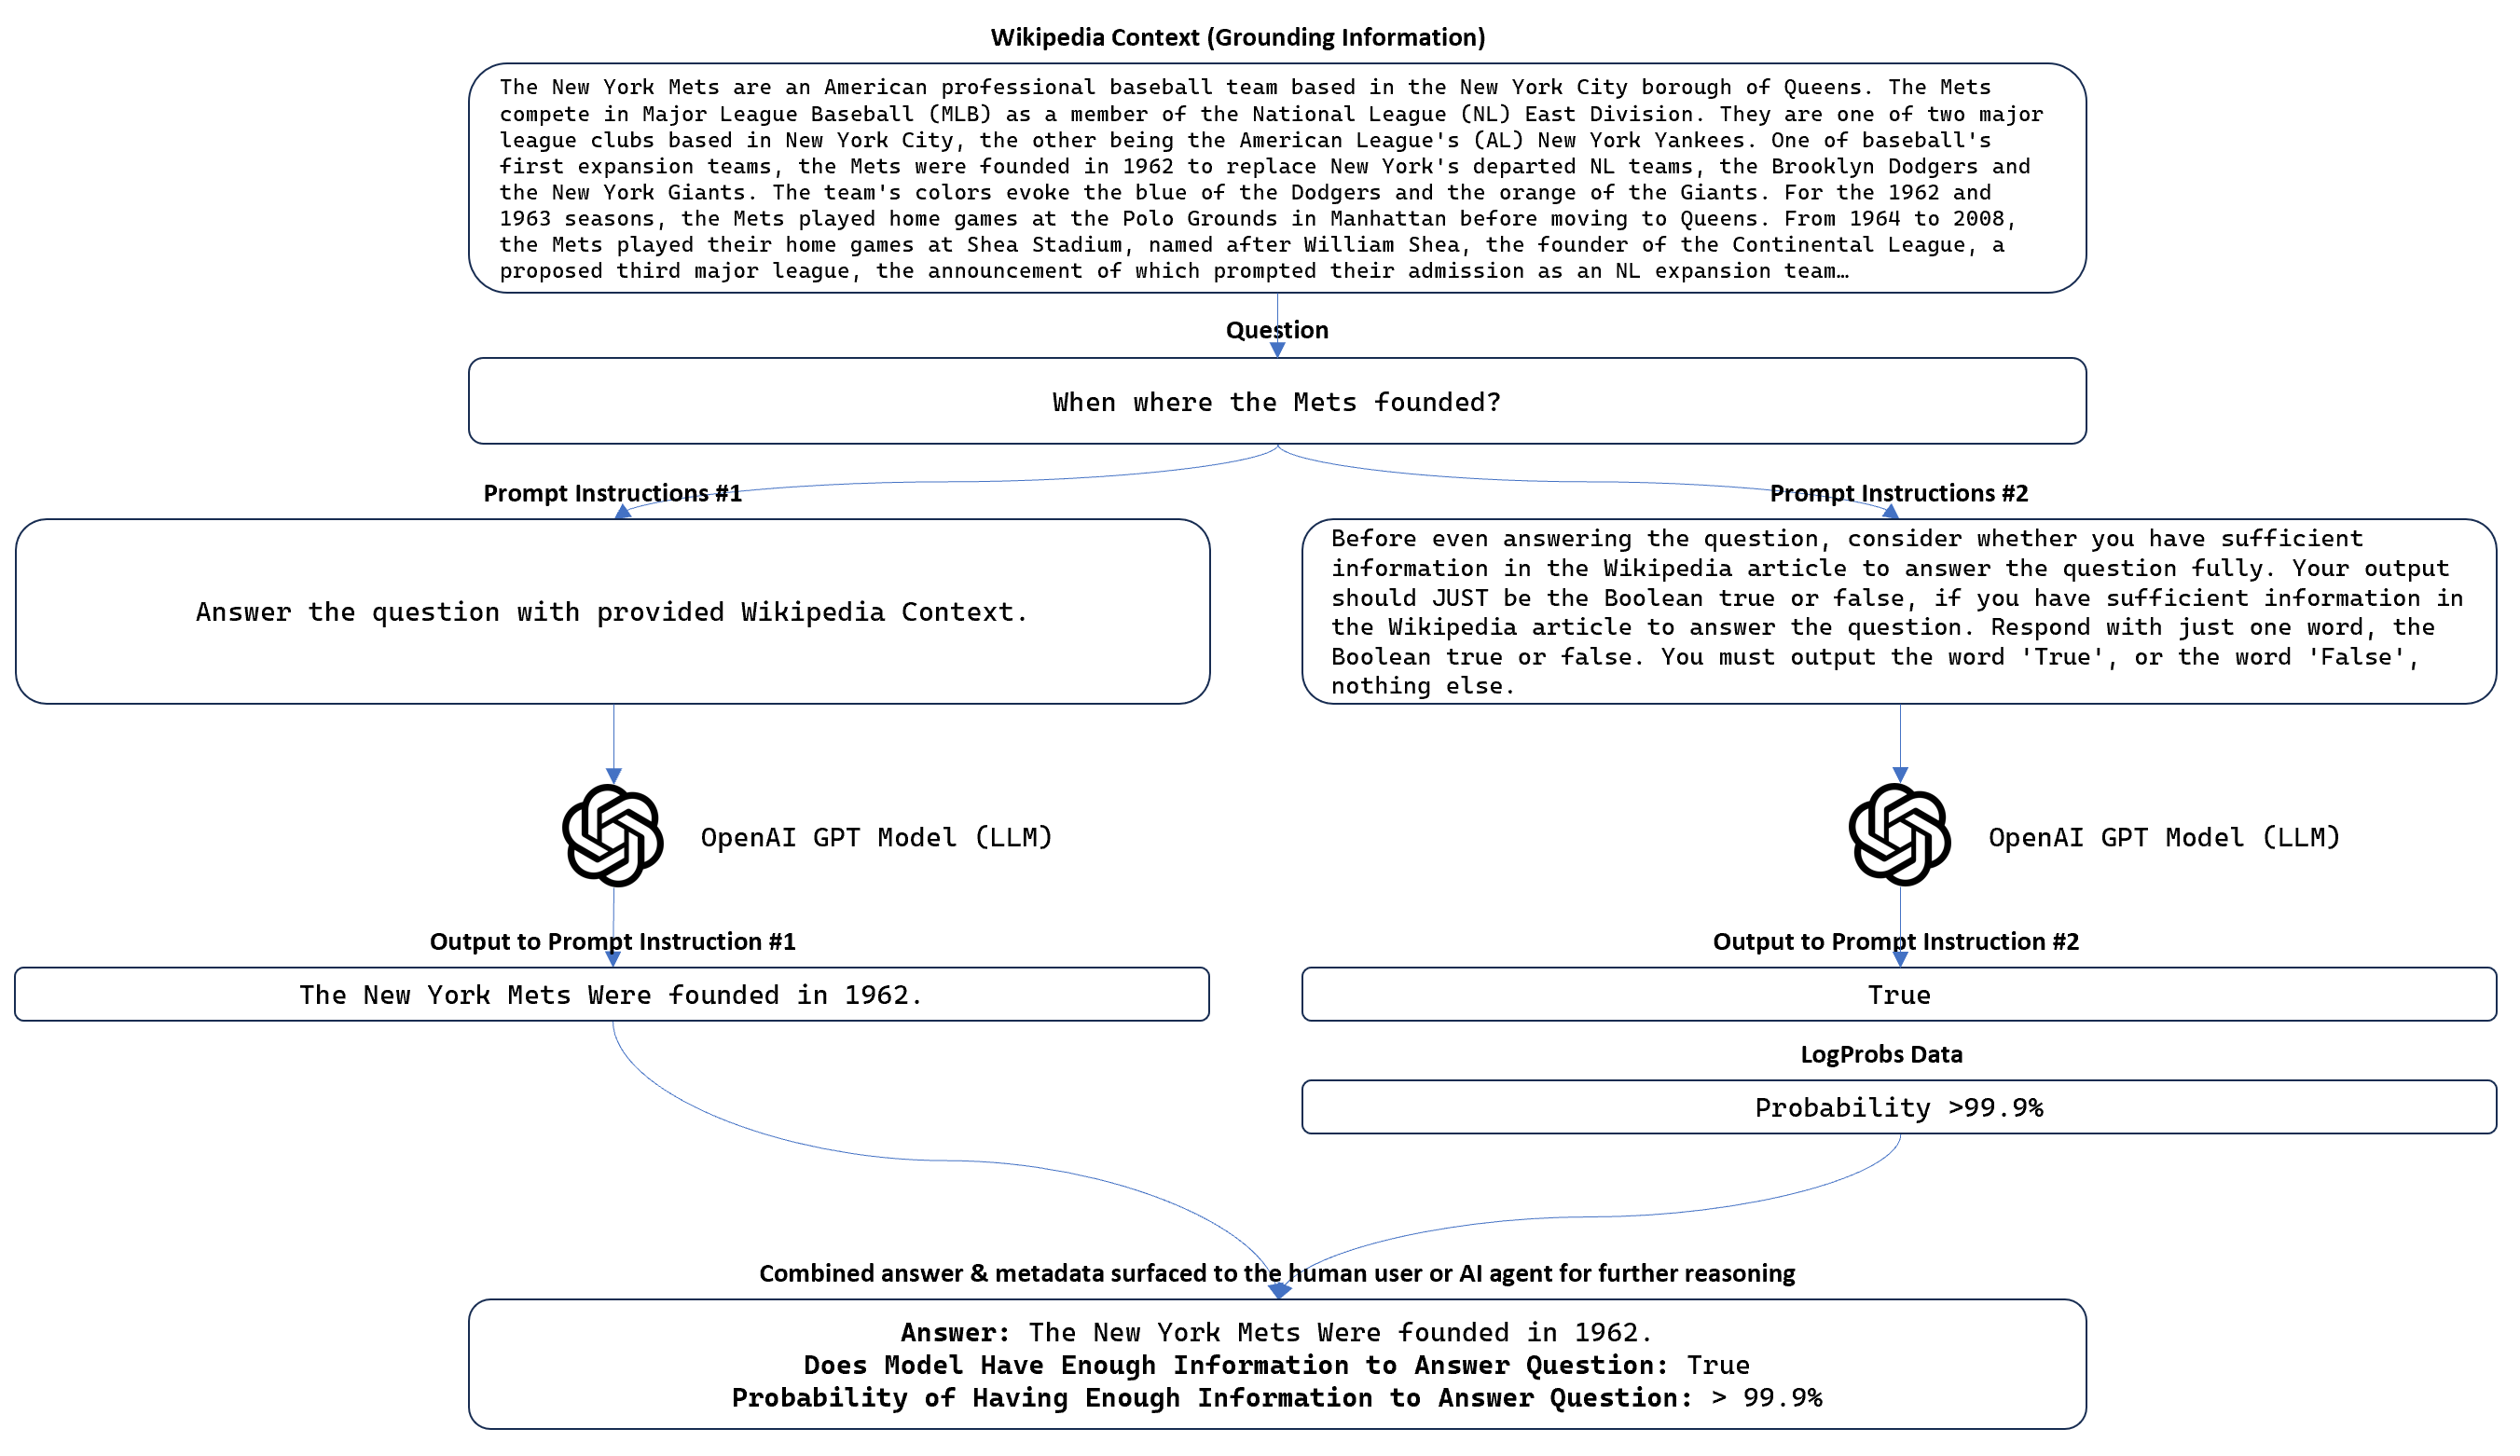 Wikipedia Context (Grounding Information)
The New York Mets are an American professional baseball team based in the New York City borough of Queens. The Mets
compete in Major League Baseball (MLB) as a member of the National League (NL) East Division. They are one of two major
league clubs based in New York City, the other being the American League's (AL) New York Yankees. One of baseball's
first expansion teams, the Mets were founded in 1962 to replace New York's departed NL teams, the Brooklyn Dodgers and
the New York Giants. The team's colors evoke the blue of the Dodgers and the orange of the Giants. For the 1962 and
1963 seasons, the Mets played home games at the Polo Grounds in Manhattan before moving to Queens. From 1964 to 2008,
the Mets played their home games at Shea Stadium, named after William Shea, the founder of the Continental League, a
proposed third major league, the announcement of which prompted their admission as an NL expansion team…
Question
When where the Mets founded?
Prompt Instructions #1
Answer the question with provided Wikipedia Context.
Prompt Instructions #2
Before even answering the question, consider whether you have sufficient
information in the Wikipedia article to answer the question fully. Your output
should JUST be the Boolean true or false, if you have sufficient information in
the Wikipedia article to answer the question. Respond with just one word, the
Boolean true or false. You must output the word 'True', or the word 'False',
nothing else.
OpenAI GPT Model (LLM)
OpenAI GPT Model (LLM)
Output to Prompt Instruction #1
The New York Mets Were founded in 1962.
Output to Prompt Instruction #2
True
LogProbs Data
Probability >99.9%
Combined answer & metadata surfaced to the human user or AI agent for further reasoning
Answer: The New York Mets Were founded in 1962.
Does Model Have Enough Information to Answer Question: True
Probability of Having Enough Information to Answer Question: > 99.9%